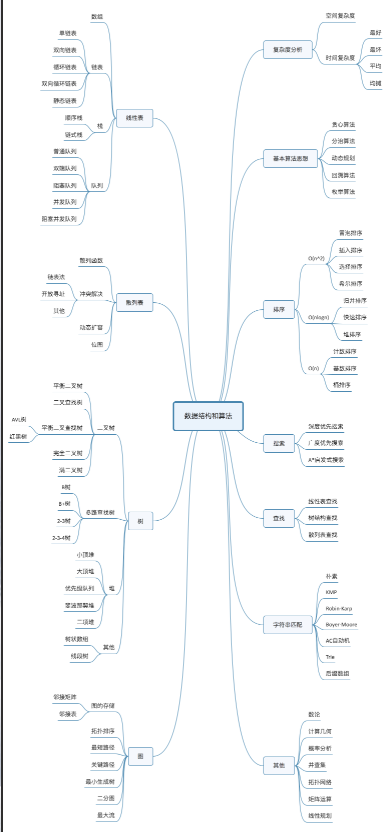 数据结构和算法
线性表
数组
链表
单链表
双向链表
循环链表
双向循环链表
静态链表
栈
顺序栈
链式栈
队列
普通队列
双端队列
阻塞队列
并发队列
阻塞并发队列
散列表
散列函数
冲突解决
链表法
开放寻址
其他
动态扩容
位图
树
二叉树
平衡二叉树
二叉查找树
平衡二叉查找树
AVL树
红黑树
完全二叉树
满二叉树
多路查找树
B树
B+树
2-3树
2-3-4树
堆
小顶堆
大顶堆
优先级队列
斐波那契堆
二项堆
其他
树状数组
线段树
图
图的存储
邻接矩阵
邻接表
拓扑排序
最短路径
关键路径
最小生成树
二分图
最大流
复杂度分析
空间复杂度
时间复杂度
最好
最坏
平均
均摊
基本算法思想
贪心算法
分治算法
动态规划
回溯算法
枚举算法
排序
O(n^2)
冒泡排序
插入排序
选择排序
希尔排序
O(nlogn)
归并排序
快速排序
堆排序
O(n)
计数排序
基数排序
桶排序
搜索
深度优先搜索
广度优先搜索
A*启发式搜索
查找
线性表查找
树结构查找
散列表查找
字符串匹配
朴素
KMP
Robin-Karp
Boyer-Moore
AC自动机
Trie
后缀数组
其他
数论
计算几何
概率分析
并查集
拓扑网络
矩阵运算
线性规划